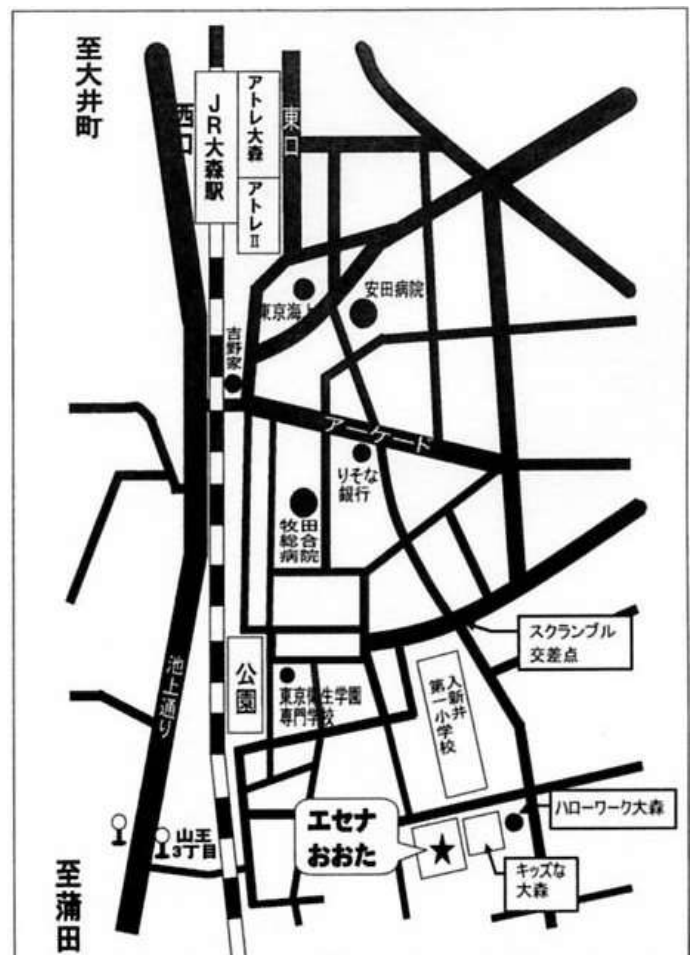 至大井町
西口
JR大森駅
アトレ大森
アトレⅡ
東口
東京海上
安田病院
吉野家
アーケード
りそな
銀行
牧田
総合
病院
スクランブル
交差点
公園
東京衛生学園
専門学校
入新井
第一小学校
池上通り
ハローワーク大森
エセナ
おおた
キッズな
大森
山王
3丁目
至蒲田